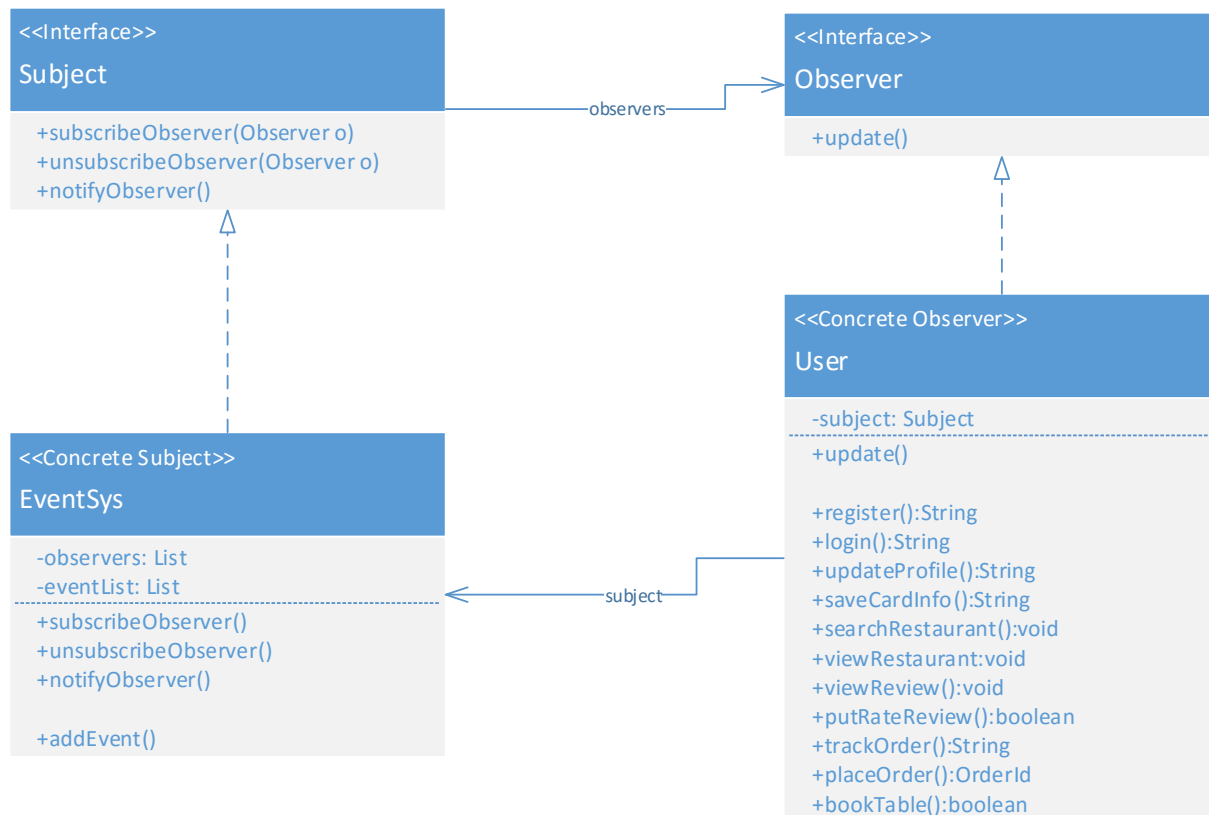 <<Interface>>
Subject
+subscribeObserver(Observer o)
+unsubscribeObserver(Observer o)
+notifyObserver()
observers
<<Interface>>
Observer
+update()
<<Concrete Subject>>
EventSys
-observers: List
-eventList: List
+subscribeObserver()
+unsubscribeObserver()
+notifyObserver()
+addEvent()
subject
<<Concrete Observer>>
User
-subject: Subject
+update()
+register():String
+login():String
+updateProfile():String
+saveCardInfo():String
+searchRestaurant():void
+viewRestaurant:void
+viewReview():void
+putRateReview():boolean
+trackOrder():String
+placeOrder():OrderId
+bookTable():boolean